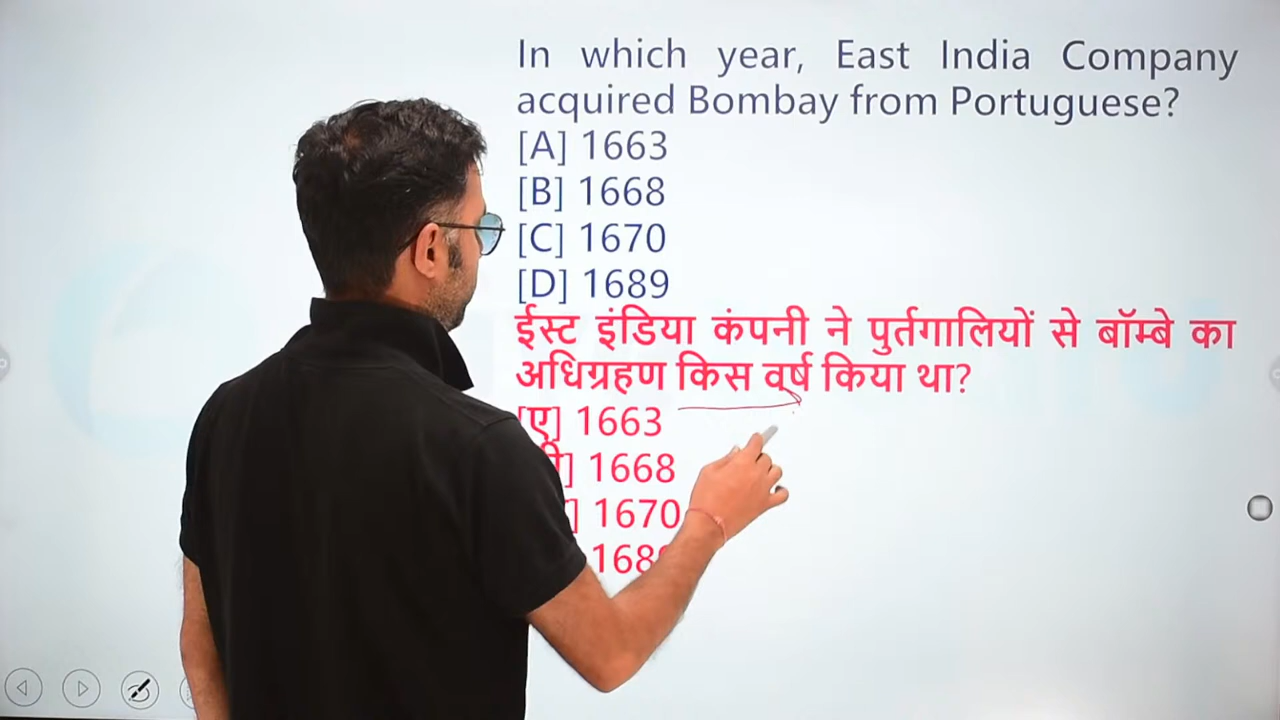 In which year, East India Company
acquired Bombay from Portuguese?
[A] 1663
[B] 1668
[C] 1670
[D] 1689
ईस्ट इंडिया कंपनी ने पुर्तगालियों से बॉम्बे का
अधिग्रहण किस वर्ष किया था?
[ए] 1663
] 1668
] 1670